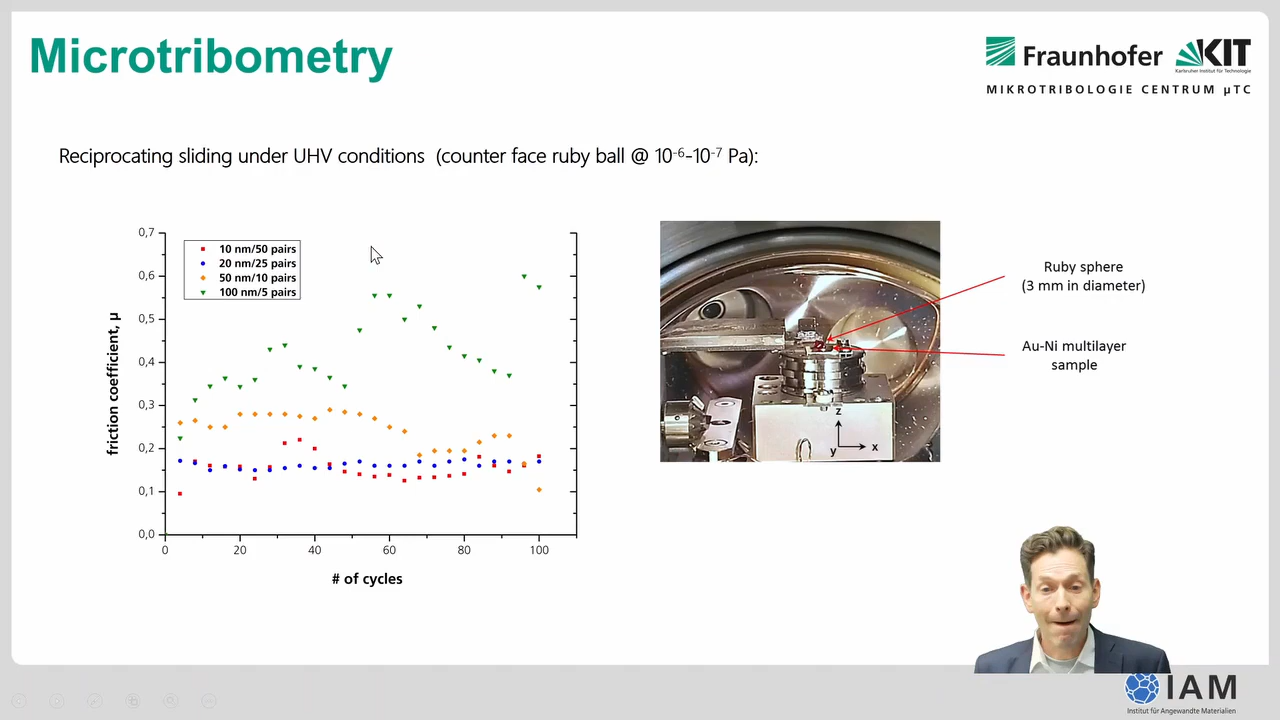 Microtribometry
Fraunhofer
KIT
Karlsruher Institut für Technologie
MIKROTRIBOLOGIE CENTRUM µTC
Reciprocating sliding under UHV conditions (counter face ruby ball @ 10⁻⁶-10⁻⁷ Pa):
0,7
0,6
0,5
0,4
0,3
0,2
0,1
0,0
friction coefficient, µ
10 nm/50 pairs
20 nm/25 pairs
50 nm/10 pairs
100 nm/5 pairs
0 20 40 60 80 100
# of cycles
z
y x
Ruby sphere
(3 mm in diameter)
Au-Ni multilayer
sample
IAM
Institut für Angewandte Materialien